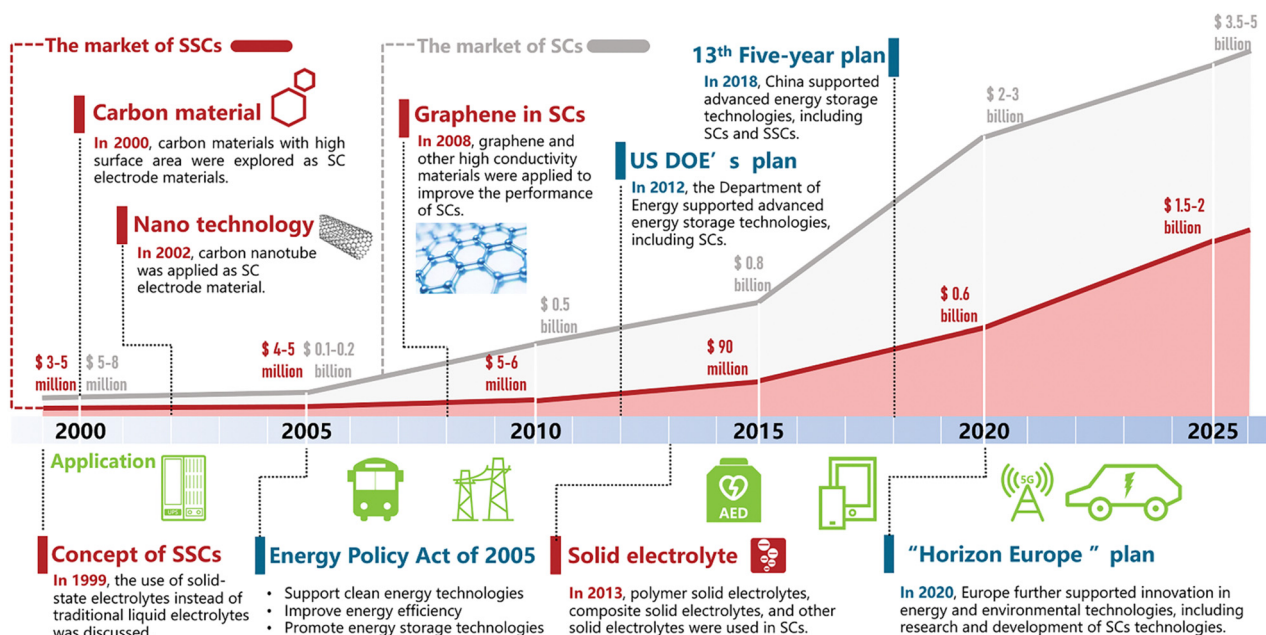 The market of SSCs
The market of SCs
Carbon material
In 2000, carbon materials with high
surface area were explored as SC
electrode materials.
Nano technology
In 2002, carbon nanotube
was applied as SC
electrode material.
Graphene in SCs
In 2008, graphene and
other high conductivity
materials were applied to
improve the performance
of SCs.
13th Five-year plan
In 2018, China supported
advanced energy storage
technologies, including
SCs and SSCs.
US DOE’ s plan
In 2012, the Department of
Energy supported advanced
energy storage technologies,
including SCs.
$ 3-5
million
$ 5-8
million
$ 4-5
million
$ 0.1-0.2
billion
$ 0.5
billion
$ 5-6
million
$ 0.8
billion
$ 90
million
$ 2-3
billion
$ 0.6
billion
$ 3.5-5
billion
$ 1.5-2
billion
2000 2005 2010 2015 2020 2025
Application
UPS
AED
5G
Concept of SSCs
In 1999, the use of solid-
state electrolytes instead of
traditional liquid electrolytes
was discussed
Energy Policy Act of 2005
• Support clean energy technologies
• Improve energy efficiency
• Promote energy storage technologies
Solid electrolyte
In 2013, polymer solid electrolytes,
composite solid electrolytes, and other
solid electrolytes were used in SCs.
“Horizon Europe ” plan
In 2020, Europe further supported innovation in
energy and environmental technologies, including
research and development of SCs technologies.